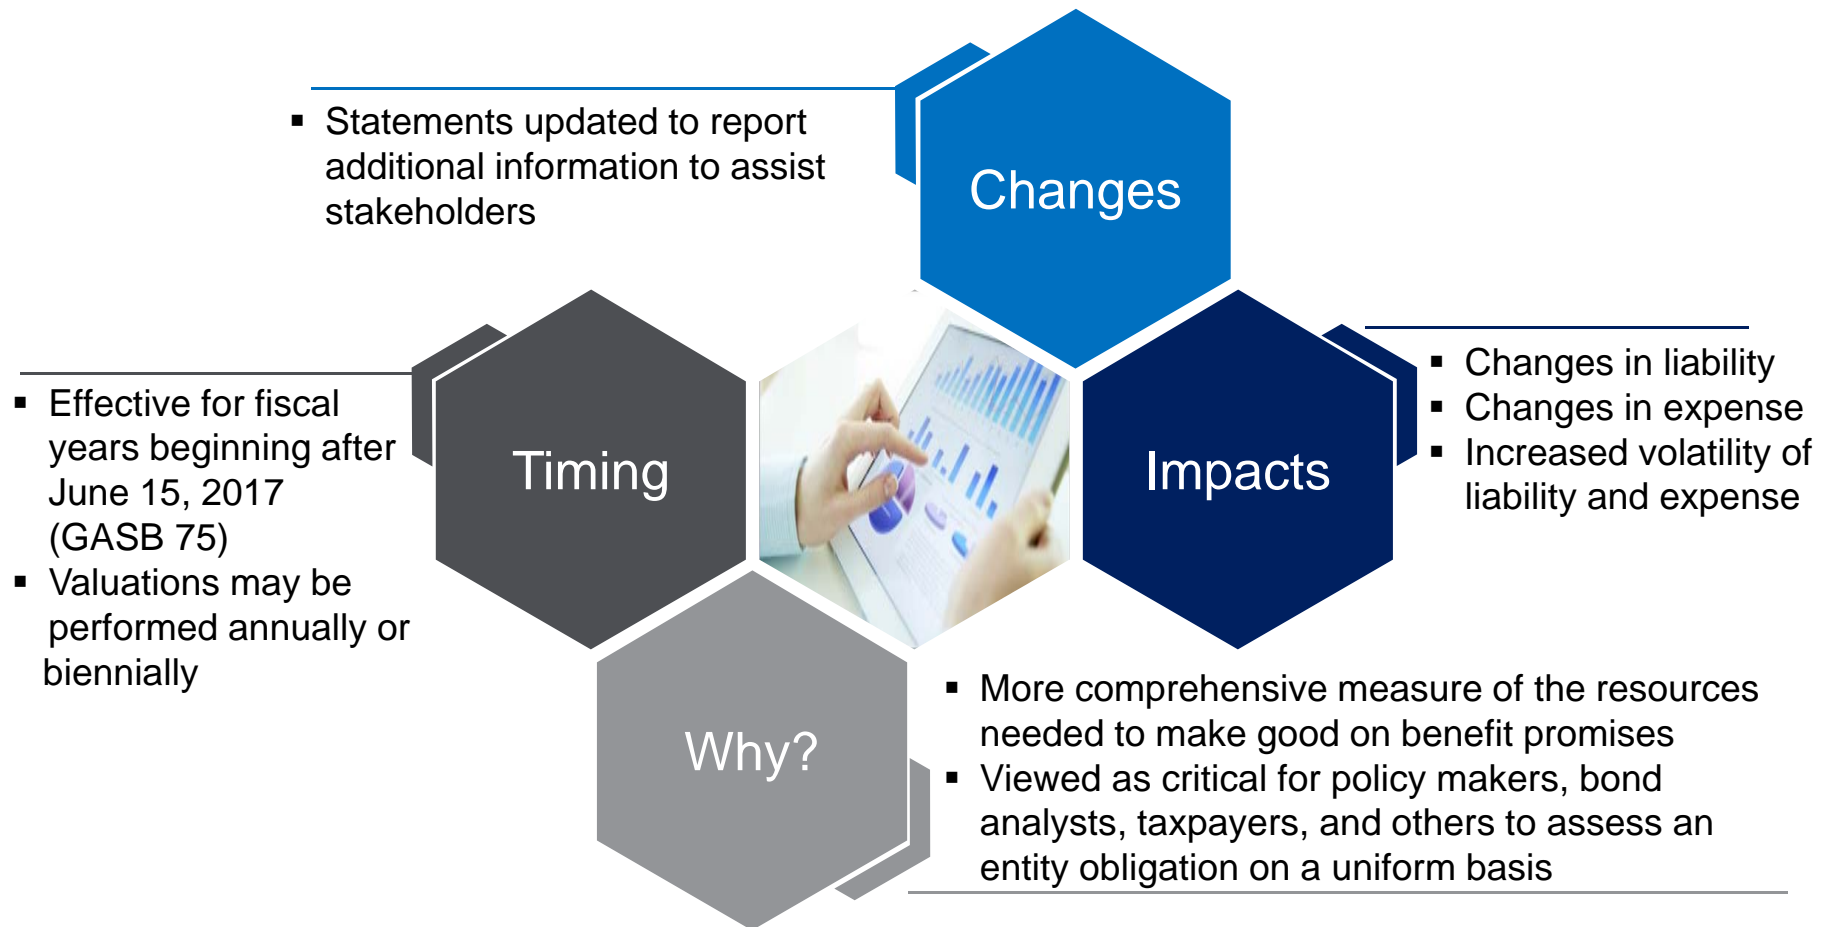 Changes
▪ Statements updated to report
additional information to assist
stakeholders
Timing
▪ Effective for fiscal
years beginning after
June 15, 2017
(GASB 75)
▪ Valuations may be
performed annually or
biennially
Impacts
▪ Changes in liability
▪ Changes in expense
▪ Increased volatility of
liability and expense
Why?
▪ More comprehensive measure of the resources
needed to make good on benefit promises
▪ Viewed as critical for policy makers, bond
analysts, taxpayers, and others to assess an
entity obligation on a uniform basis